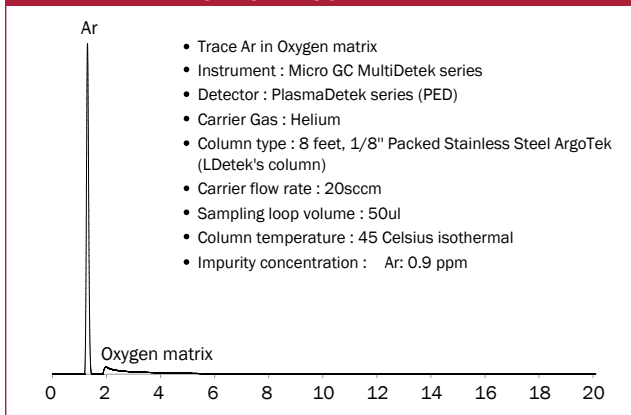 Ar
• Trace Ar in Oxygen matrix
• Instrument : Micro GC MultiDetek series
• Detector : PlasmaDetek series (PED)
• Carrier Gas : Helium
• Column type : 8 feet, 1/8" Packed Stainless Steel ArgoTek
(LDetek's column)
• Carrier flow rate : 20sccm
• Sampling loop volume : 50ul
• Column temperature : 45 Celsius isothermal
• Impurity concentration : Ar: 0.9 ppm
Oxygen matrix
0 2 4 6 8 10 12 14 16 18 20